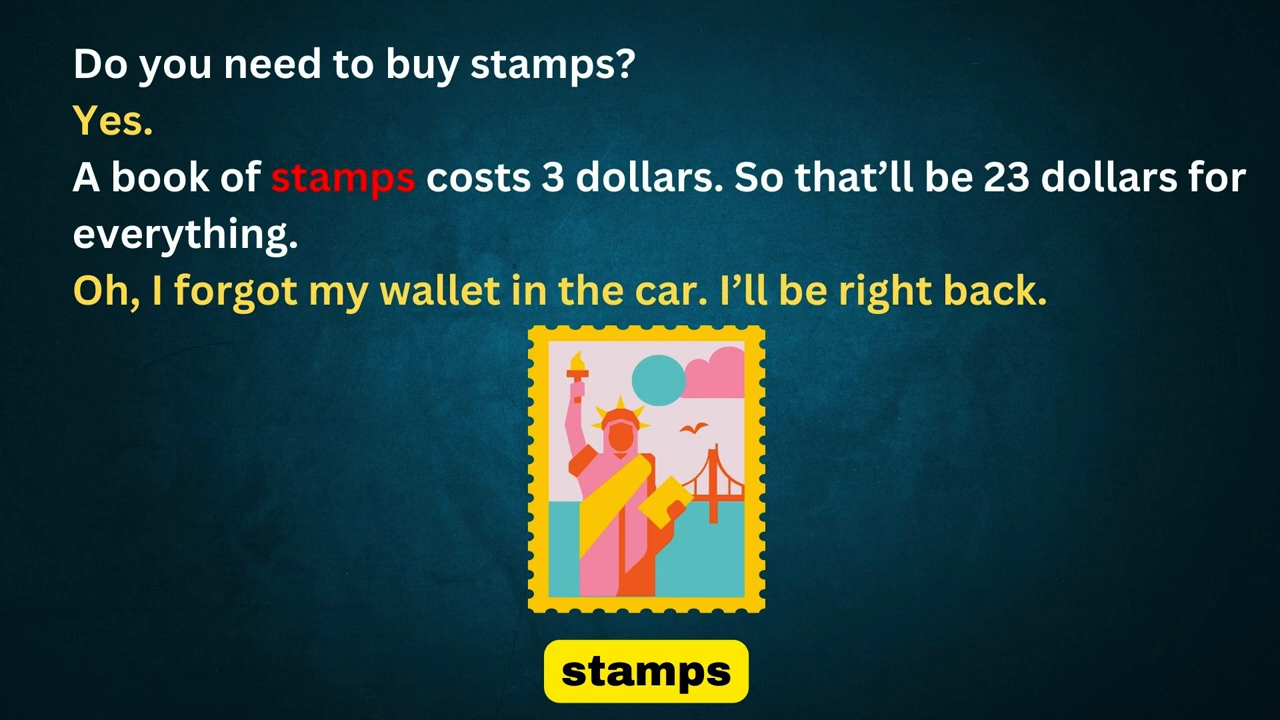 Do you need to buy stamps?
Yes.
A book of stamps costs 3 dollars. So that’ll be 23 dollars for
everything.
Oh, I forgot my wallet in the car. I’ll be right back.
stamps